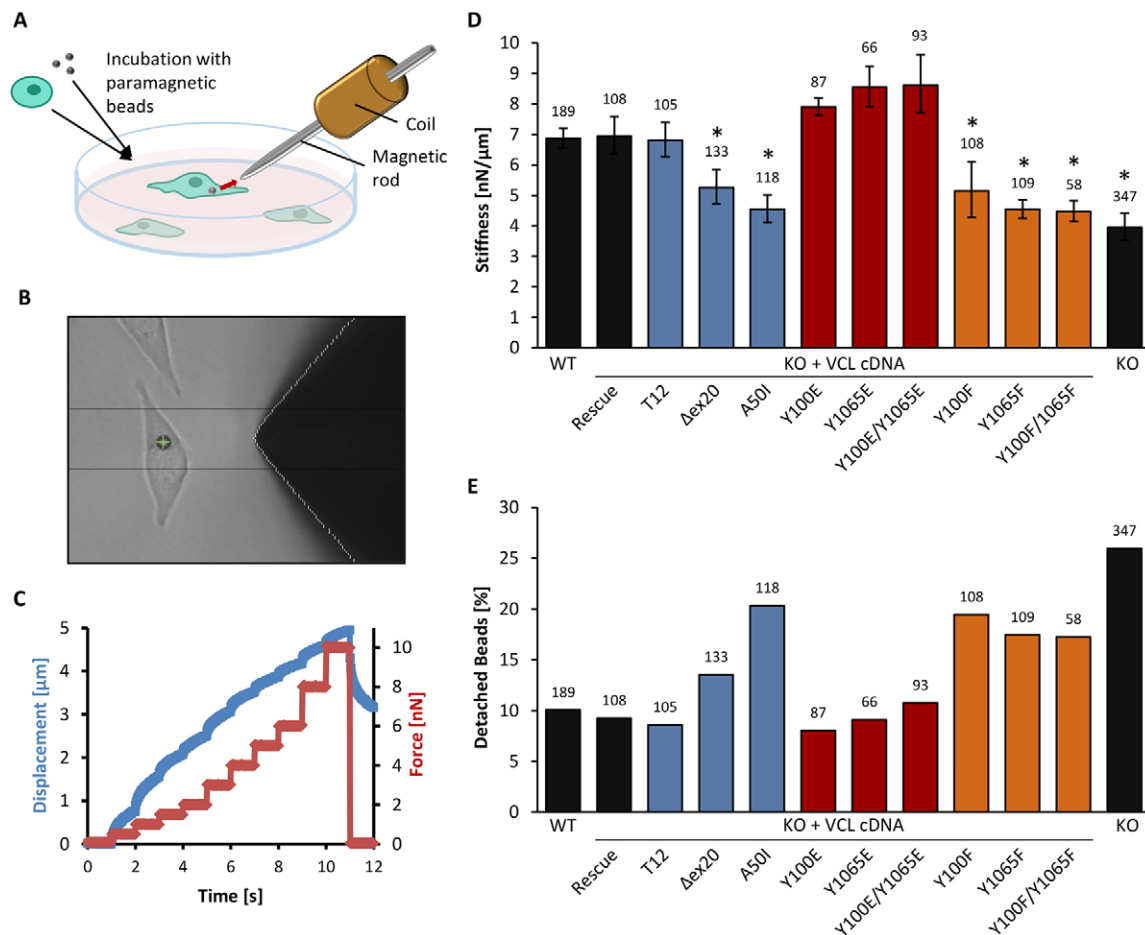 A
Incubation with
paramagnetic
beads
Coil
Magnetic
rod
B
C
Displacement [µm]
5
4
3
2
1
0
0 2 4 6 8 10 12
Time [s]
10
8
6
4
2
0
Force [nN]
D
Stiffness [nN/µm]
10
9
8
7
6
5
4
3
2
1
0
189
108
105
*
133
*
118
87
66
93
*
108
*
109
*
58
*
347
WT
KO + VCL cDNA
KO
Rescue
T12
Δex20
A50I
Y100E
Y1065E
Y100E/Y1065E
Y100F
Y1065F
Y100F/1065F
E
Detached Beads [%]
30
25
20
15
10
5
0
189
108
105
133
118
87
66
93
108
109
58
347
WT
KO + VCL cDNA
KO
Rescue
T12
Δex20
A50I
Y100E
Y1065E
Y100E/Y1065E
Y100F
Y1065F
Y100F/Y1065F